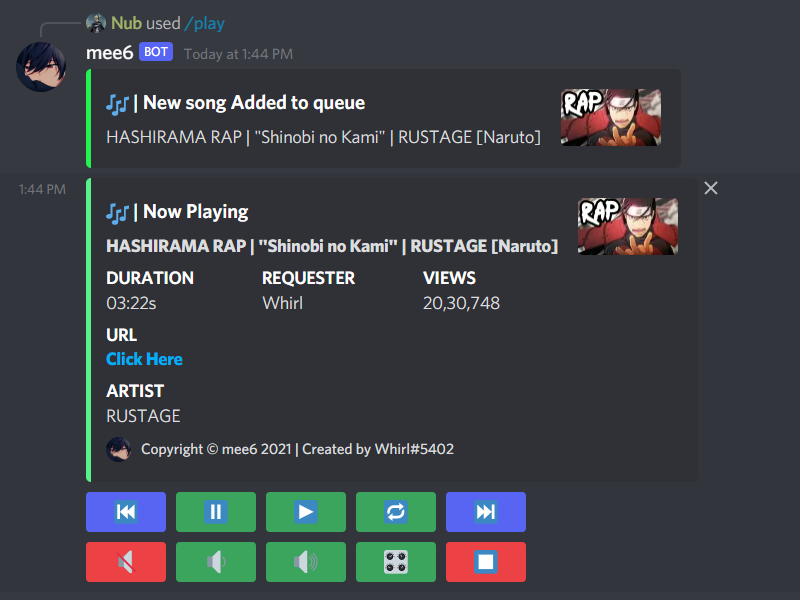 Nub used /play
mee6 BOT Today at 1:44 PM
| New song Added to queue
HASHIRAMA RAP | "Shinobi no Kami" | RUSTAGE [Naruto]
RAP
1:44 PM
| Now Playing
HASHIRAMA RAP | "Shinobi no Kami" | RUSTAGE [Naruto]
RAP
DURATION REQUESTER VIEWS
03:22s Whirl 20,30,748
URL
Click Here
ARTIST
RUSTAGE
Copyright © mee6 2021 | Created by Whirl#5402